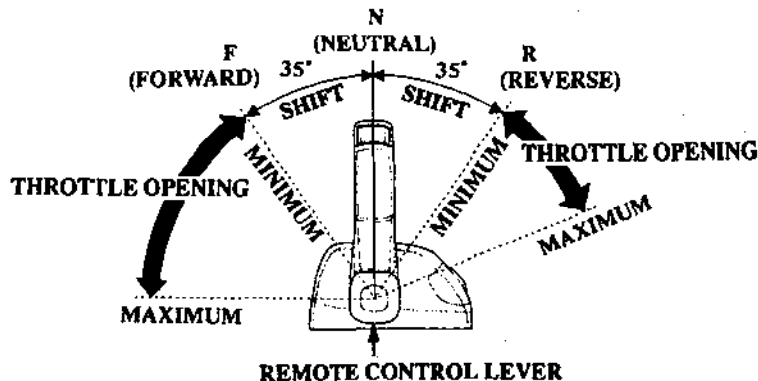 N
(NEUTRAL)
F
(FORWARD)
R
(REVERSE)
35°
35°
SHIFT
SHIFT
MINIMUM
MINIMUM
THROTTLE OPENING
THROTTLE OPENING
MAXIMUM
MAXIMUM
REMOTE CONTROL LEVER